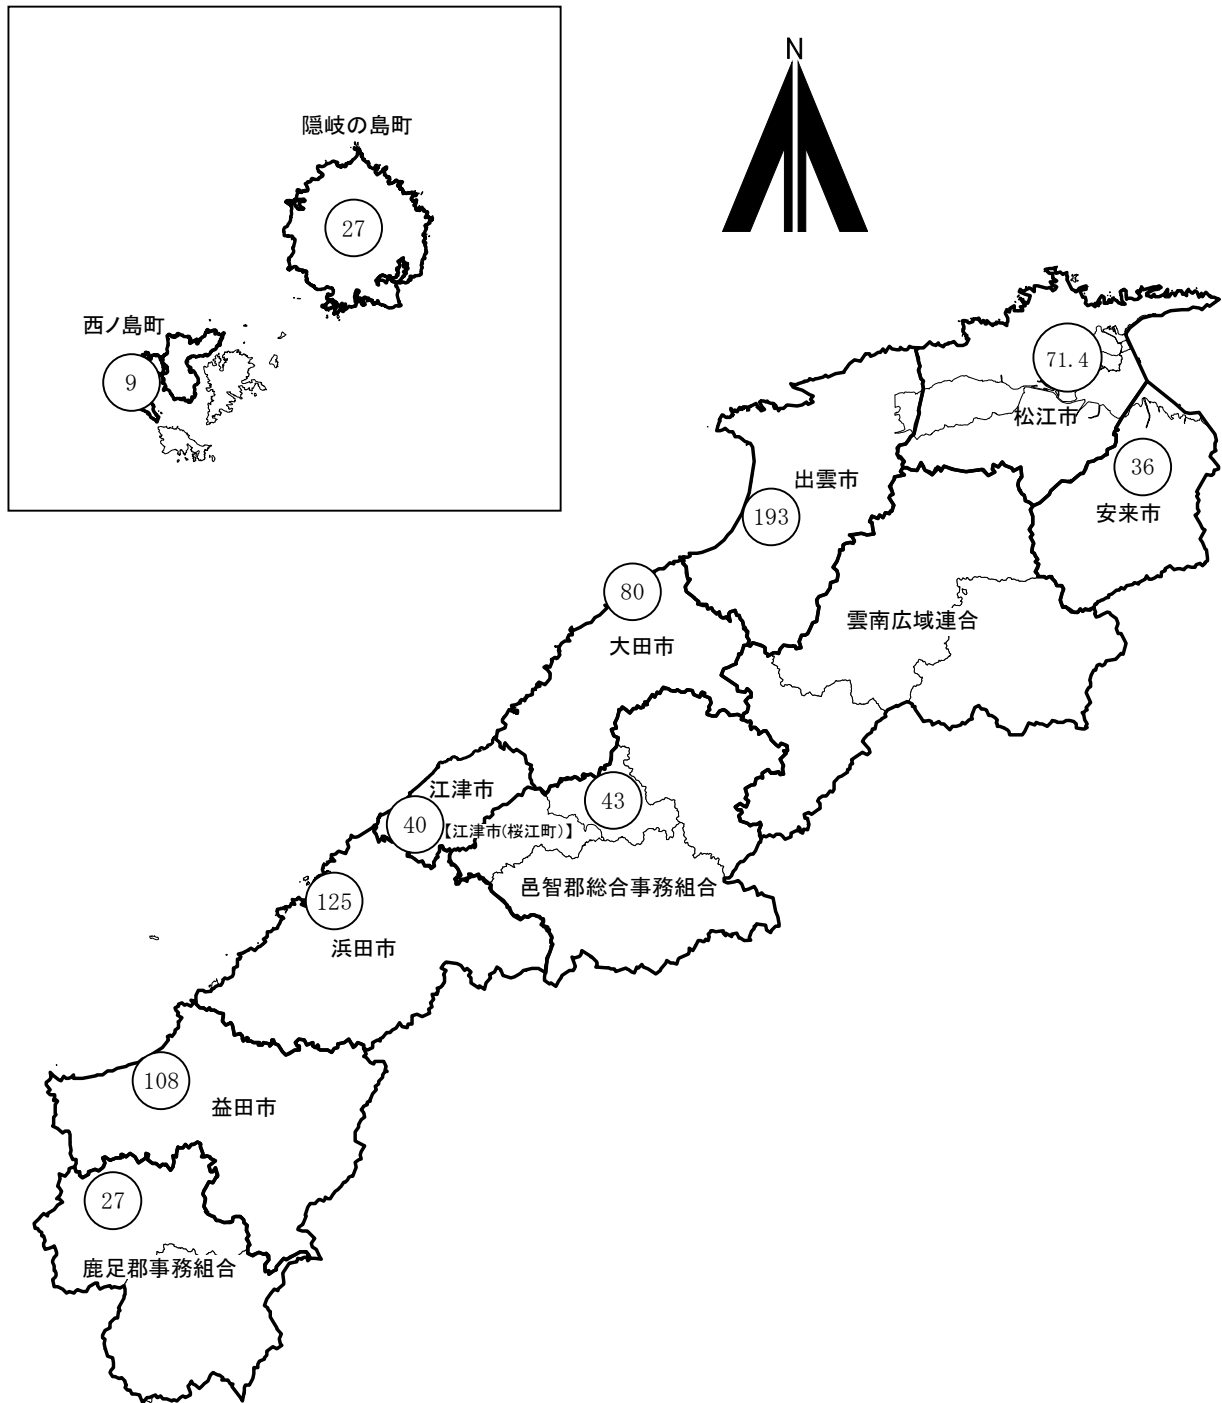 N
隠岐の島町
27
西ノ島町
9
71.4
松江市
36
安来市
出雲市
193
80
大田市
雲南広域連合
江津市
40
【江津市(桜江町)】
43
邑智郡総合事務組合
125
浜田市
108
益田市
27
鹿足郡事務組合